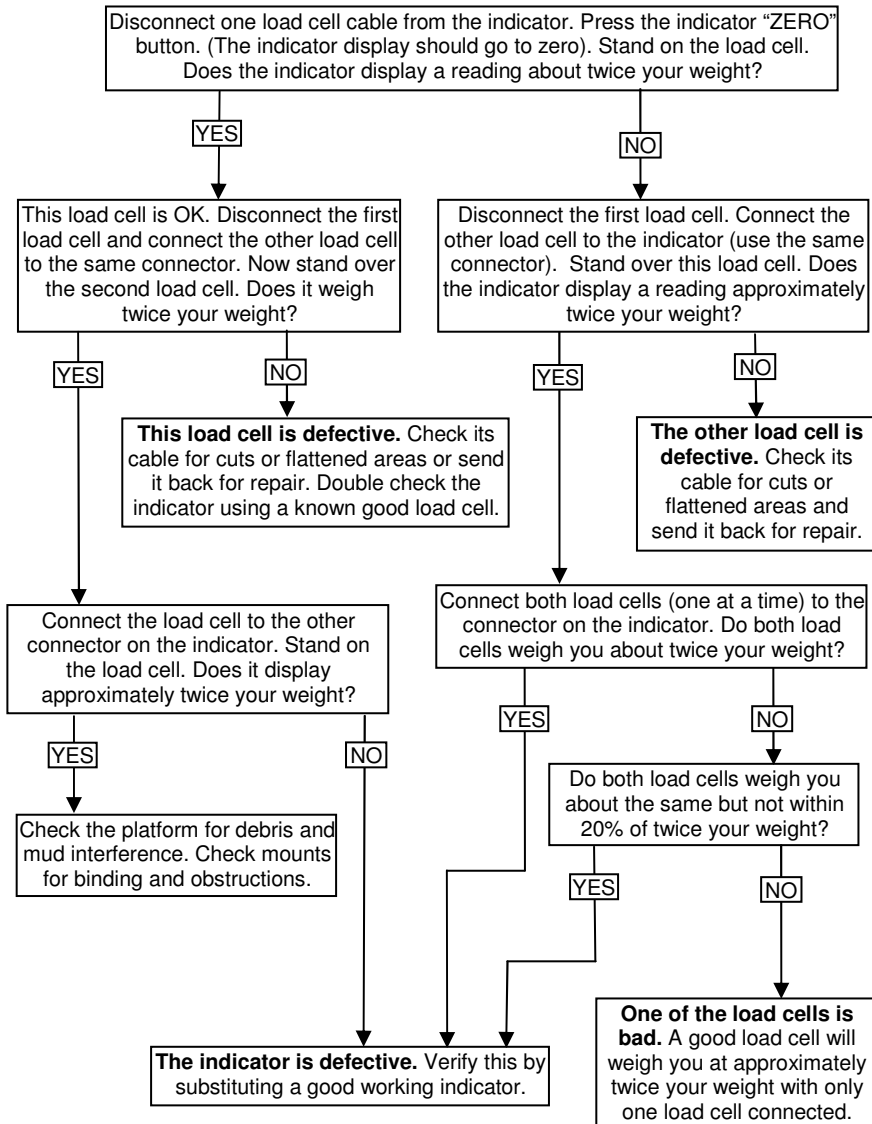 Disconnect one load cell cable from the indicator. Press the indicator “ZERO”
button. (The indicator display should go to zero). Stand on the load cell.
Does the indicator display a reading about twice your weight?
YES
NO
This load cell is OK. Disconnect the first
load cell and connect the other load cell
to the same connector. Now stand over
the second load cell. Does it weigh
twice your weight?
Disconnect the first load cell. Connect the
other load cell to the indicator (use the same
connector).  Stand over this load cell. Does
the indicator display a reading approximately
twice your weight?
YES
NO
YES
NO
This load cell is defective. Check its
cable for cuts or flattened areas or send
it back for repair. Double check the
indicator using a known good load cell.
The other load cell is
defective. Check its
cable for cuts or
flattened areas and
send it back for repair.
Connect the load cell to the other
connector on the indicator. Stand on
the load cell. Does it display
approximately twice your weight?
Connect both load cells (one at a time) to the
connector on the indicator. Do both load
cells weigh you about twice your weight?
YES
NO
YES
NO
Check the platform for debris and
mud interference. Check mounts
for binding and obstructions.
Do both load cells weigh you
about the same but not within
20% of twice your weight?
YES
NO
The indicator is defective. Verify this by
substituting a good working indicator.
One of the load cells is
bad. A good load cell will
weigh you at approximately
twice your weight with only
one load cell connected.